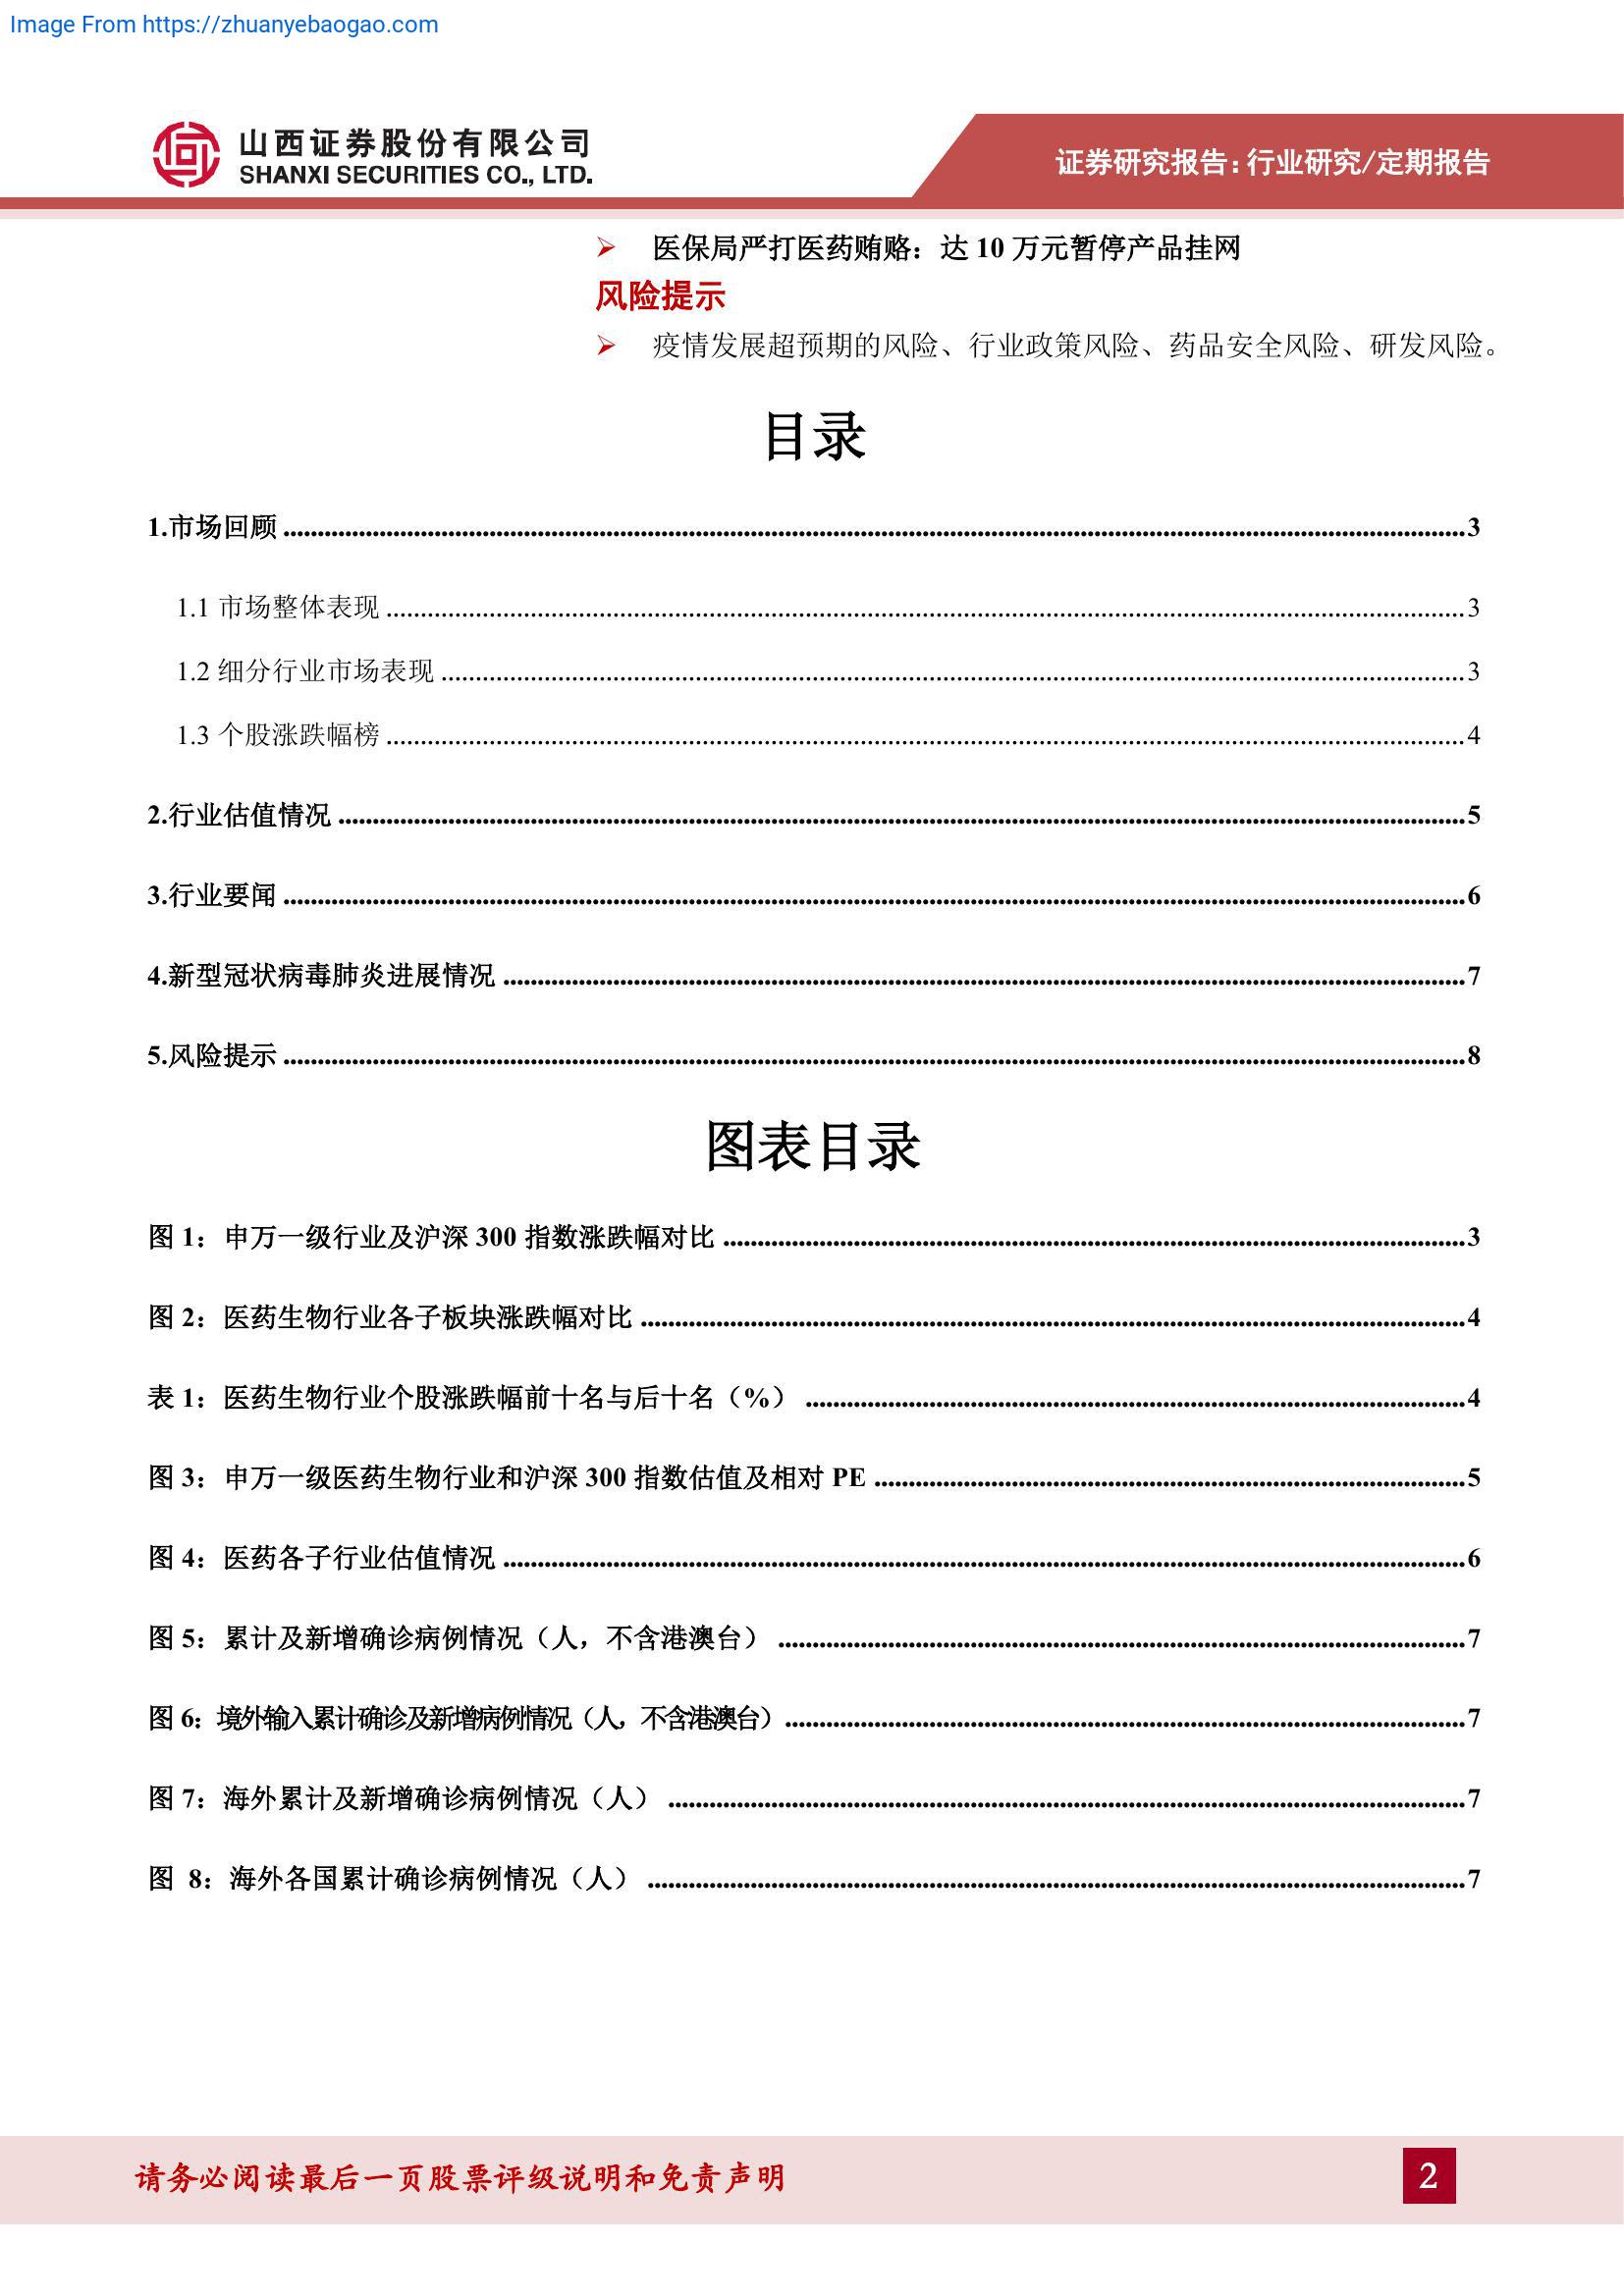 Image From https://zhuanyebaogao.com
山西证券股份有限公司
SHANXI SECURITIES CO., LTD.
证券研究报告：行业研究/定期报告
➢ 医保局严打医药贿赂：达 10 万元暂停产品挂网
风险提示
➢ 疫情发展超预期的风险、行业政策风险、药品安全风险、研发风险。
目录
1.市场回顾 ........ 3
1.1 市场整体表现 ........ 3
1.2 细分行业市场表现 ........ 3
1.3 个股涨跌幅榜 ........ 4
2.行业估值情况 ........ 5
3.行业要闻 ........ 6
4.新型冠状病毒肺炎进展情况 ........ 7
5.风险提示 ........ 8
图表目录
图 1：申万一级行业及沪深 300 指数涨跌幅对比 ........ 3
图 2：医药生物行业各子板块涨跌幅对比 ........ 4
表 1：医药生物行业个股涨跌幅前十名与后十名（%） ........ 4
图 3：申万一级医药生物行业和沪深 300 指数估值及相对 PE ........ 5
图 4：医药各子行业估值情况 ........ 6
图 5：累计及新增确诊病例情况（人，不含港澳台） ........ 7
图 6：境外输入累计确诊及新增病例情况（人，不含港澳台） ........ 7
图 7：海外累计及新增确诊病例情况（人） ........ 7
图 8：海外各国累计确诊病例情况（人） ........ 7
请务必阅读最后一页股票评级说明和免责声明
2